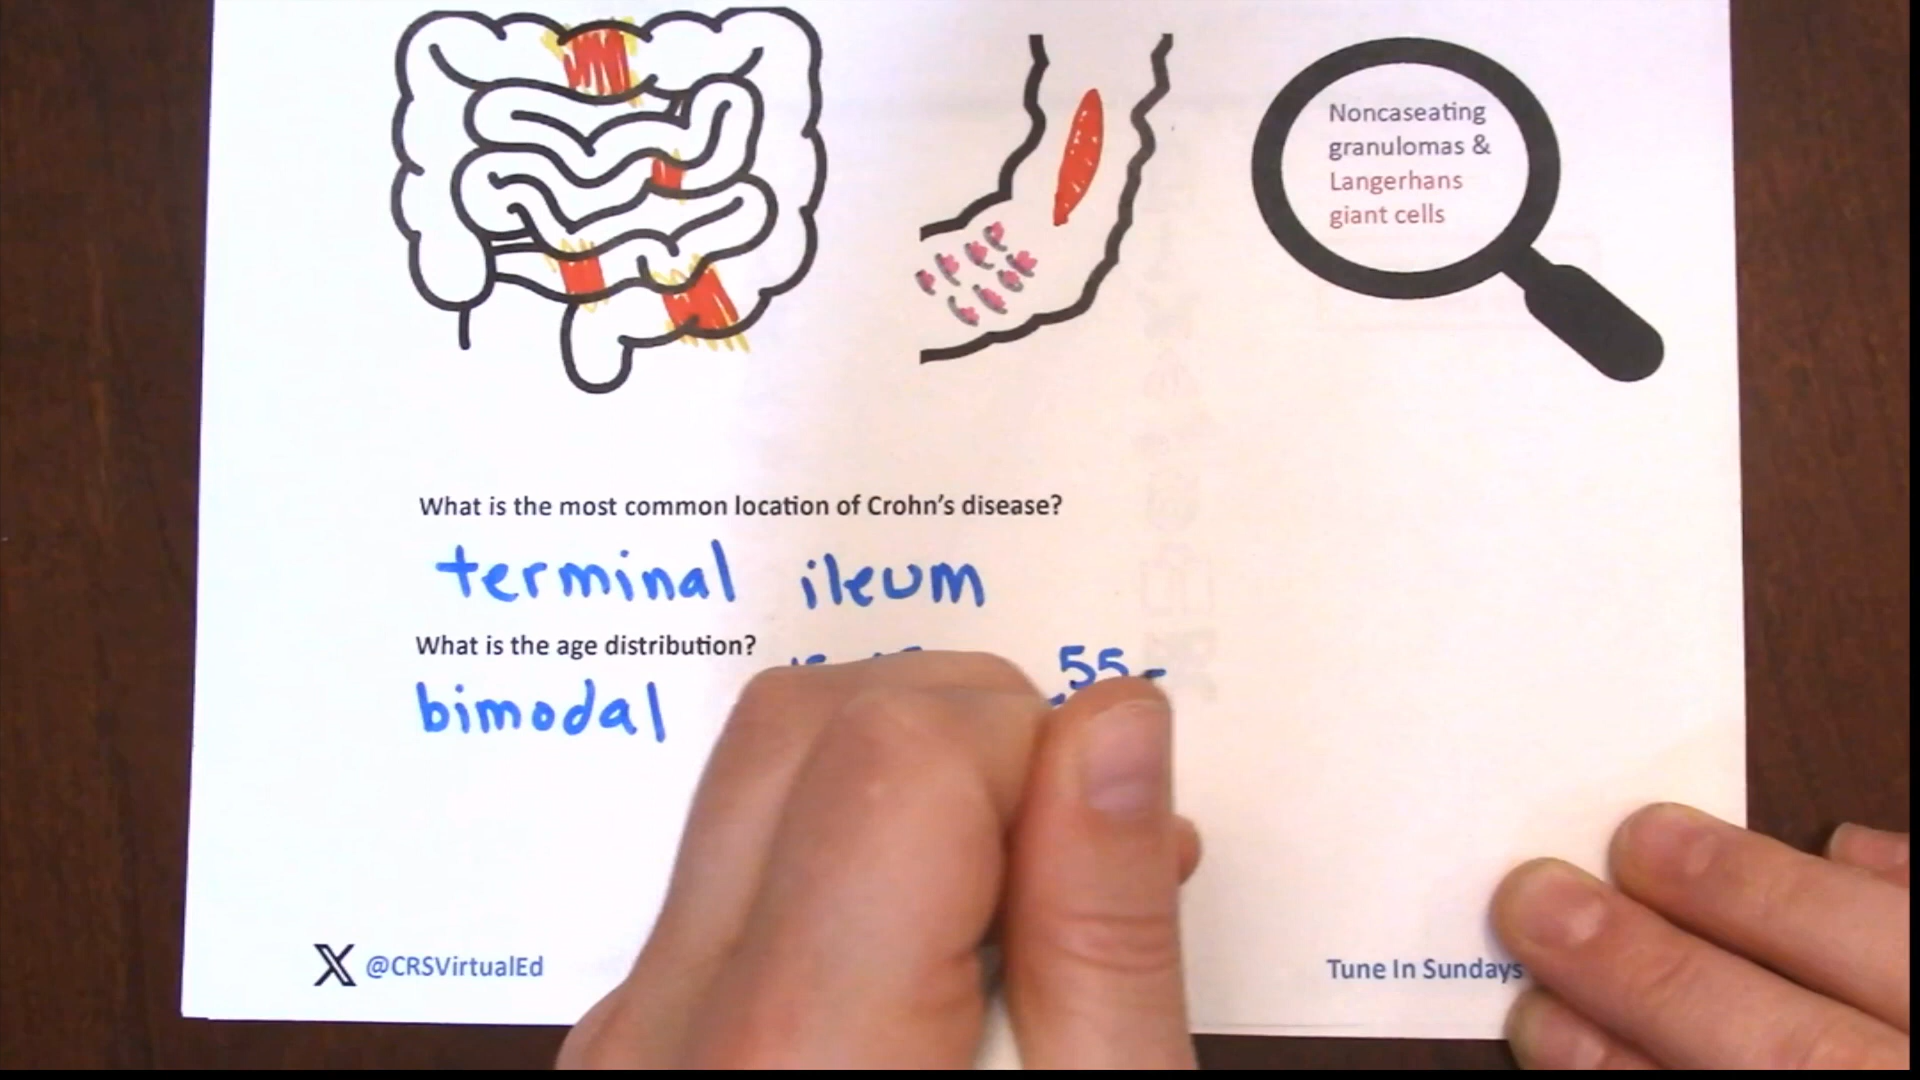 Noncaseating
granulomas &
Langerhans
giant cells
What is the most common location of Crohn's disease?
terminal ileum
What is the age distribution?
55-
bimodal
X @CRSVirtualEd
Tune In Sundays